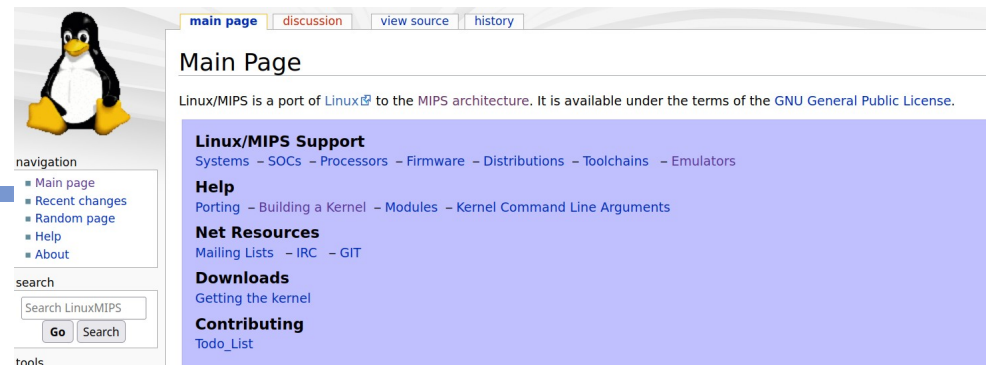 main page discussion view source history
Main Page
Linux/MIPS is a port of Linux to the MIPS architecture. It is available under the terms of the GNU General Public License.
Linux/MIPS Support
Systems – SOCs – Processors – Firmware – Distributions – Toolchains – Emulators
Help
Porting – Building a Kernel – Modules – Kernel Command Line Arguments
Net Resources
Mailing Lists – IRC – GIT
Downloads
Getting the kernel
Contributing
Todo_List
navigation
Main page
Recent changes
Random page
Help
About
search
Search LinuxMIPS
Go Search
tools